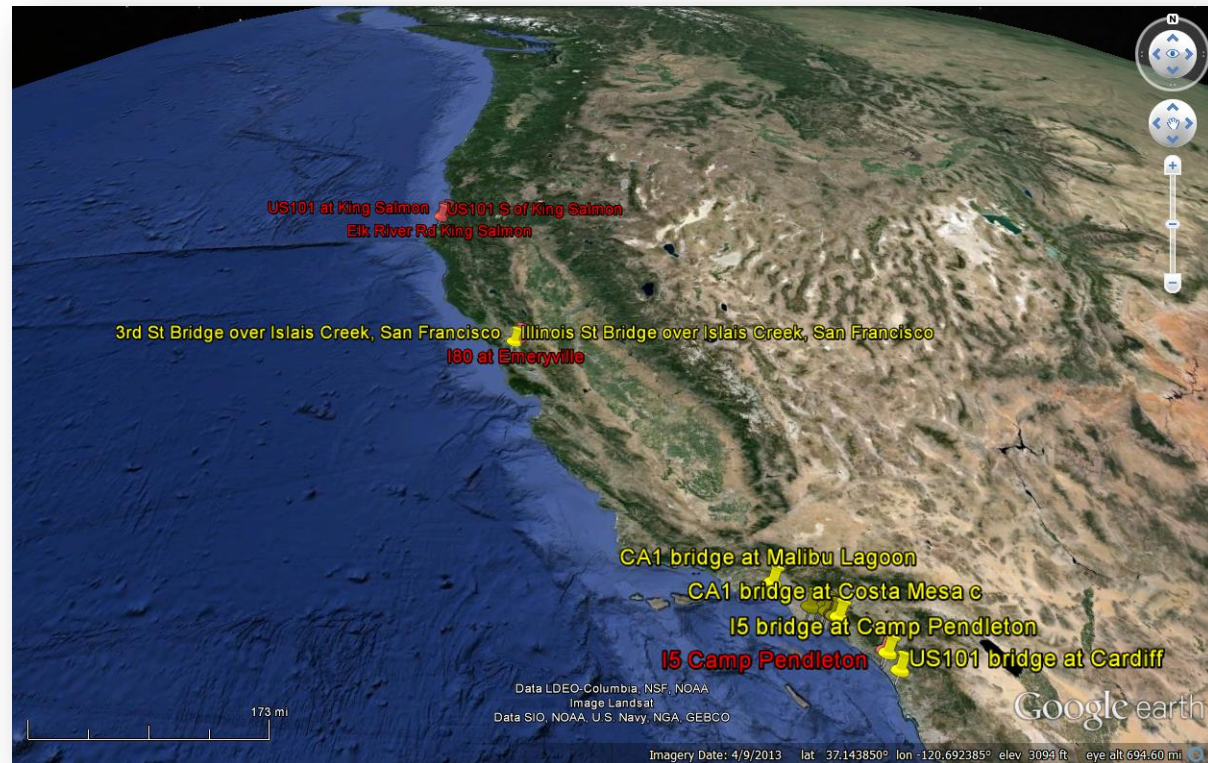 N
US101 at King Salmon
US101 S of King Salmon
Elk River Rd King Salmon
3rd St Bridge over Islais Creek, San Francisco
Illinois St Bridge over Islais Creek, San Francisco
I80 at Emeryville
CA1 bridge at Malibu Lagoon
CA1 bridge at Costa Mesa c
I5 bridge at Camp Pendleton
I5 Camp Pendleton
US101 bridge at Cardiff
Data LDEO-Columbia, NSF, NOAA
Image Landsat
Data SIO, NOAA, U.S. Navy, NGA, GEBCO
173 mi
Google earth
Imagery Date: 4/9/2013 lat 37.143850° lon -120.692385° elev 3094 ft eye alt 694.60 mi